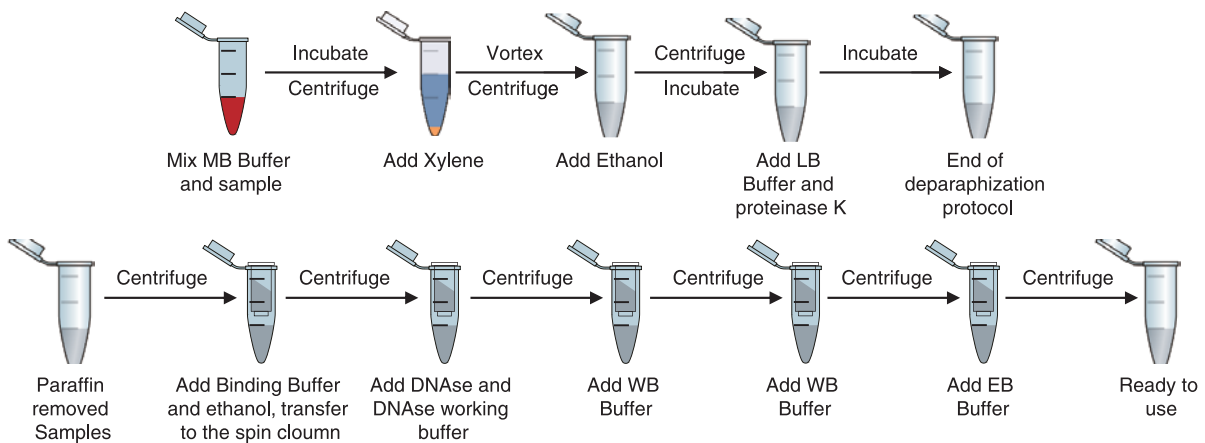 Incubate
Centrifuge
Vortex
Centrifuge
Centrifuge
Incubate
Incubate
Mix MB Buffer
and sample
Add Xylene
Add Ethanol
Add LB
Buffer and
proteinase K
End of
deparaphization
protocol
Centrifuge
Centrifuge
Centrifuge
Centrifuge
Centrifuge
Centrifuge
Paraffin
removed
Samples
Add Binding Buffer
and ethanol, transfer
to the spin cloumn
Add DNAse and
DNAse working
buffer
Add WB
Buffer
Add WB
Buffer
Add EB
Buffer
Ready to
use